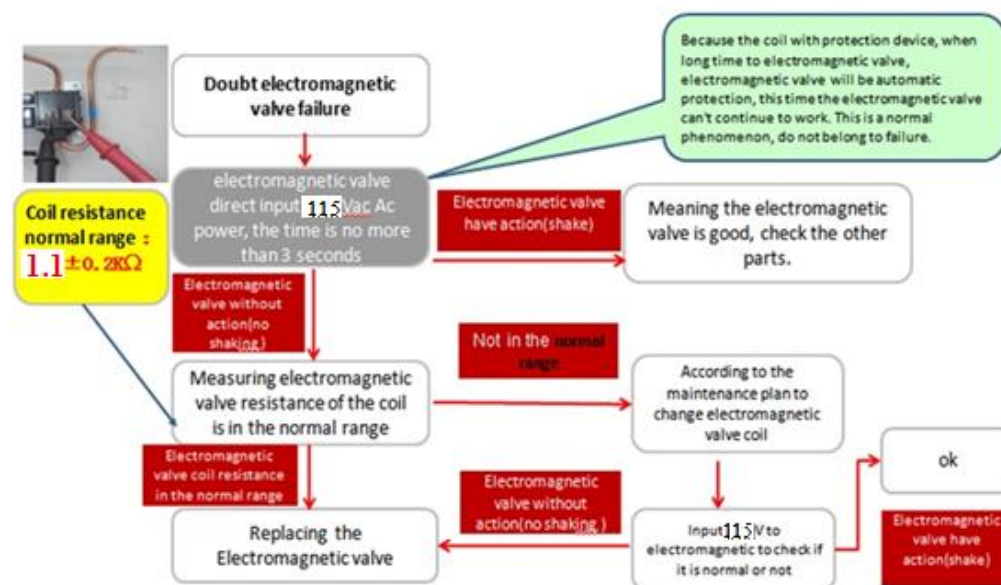 Doubt electromagnetic
valve failure
Because the coil with protection device, when
long time to electromagnetic valve,
electromagnetic valve will be automatic
protection, this time the electromagnetic valve
can't continue to work. This is a normal
phenomenon, do not belong to failure.
Coil resistance
normal range :
1.1±0.2KΩ
electromagnetic valve
direct input 115Vac Ac
power, the time is no more
than 3 seconds
Electromagnetic valve
have action(shake)
Meaning the electromagnetic
valve is good, check the other
parts.
Electromagnetic
valve without
action(no
shaking )
Measuring electromagnetic
valve resistance of the coil
is in the normal range
Not in the normal
range
According to the
maintenance plan to
change electromagnetic
valve coil
Electromagnetic
valve coil resistance
in the normal range
Replacing the
Electromagnetic valve
Electromagnetic
valve without
action(no shaking )
Input 115V to
electromagnetic to check if
it is normal or not
ok
Electromagnetic
valve have
action(shake)